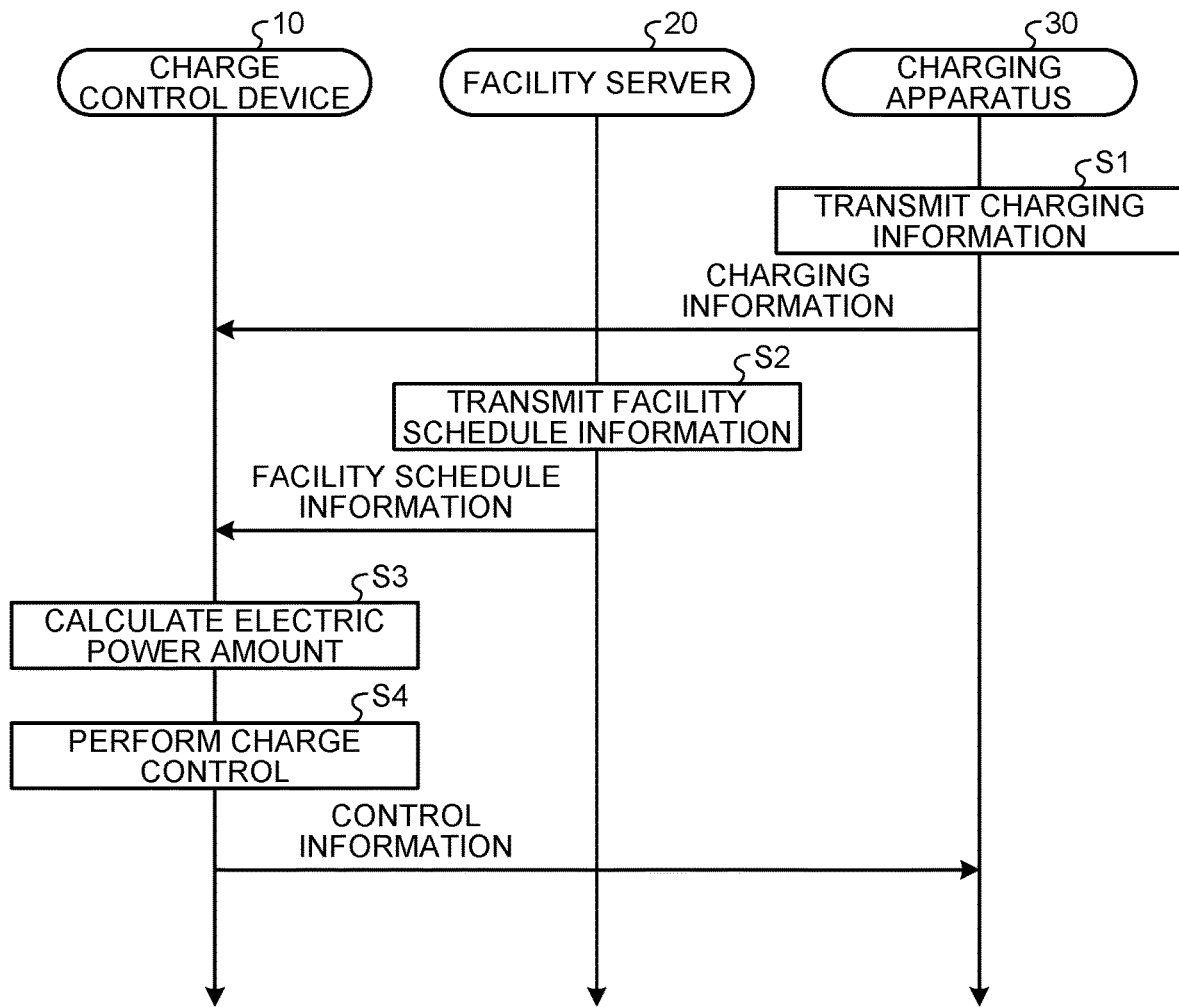 10
20
30
CHARGE
CONTROL DEVICE
FACILITY SERVER
CHARGING
APPARATUS
S1
TRANSMIT CHARGING
INFORMATION
CHARGING
INFORMATION
S2
TRANSMIT FACILITY
SCHEDULE INFORMATION
FACILITY SCHEDULE
INFORMATION
S3
CALCULATE ELECTRIC
POWER AMOUNT
S4
PERFORM CHARGE
CONTROL
CONTROL
INFORMATION